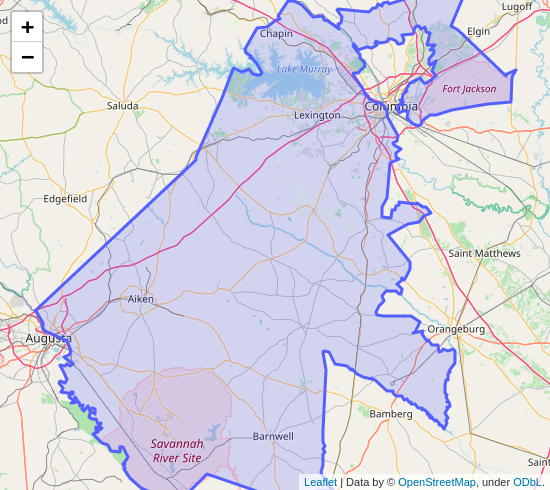 Lugoff
+
Chapin
Elgin
−
Lake Murray
Fort Jackson
Saluda
Columbia
Lexington
Edgefield
Saint Matthews
Aiken
Orangeburg
Augusta
Bamberg
Savannah
River Site
Barnwell
Saint
Leaflet | Data by © OpenStreetMap, under ODbL.